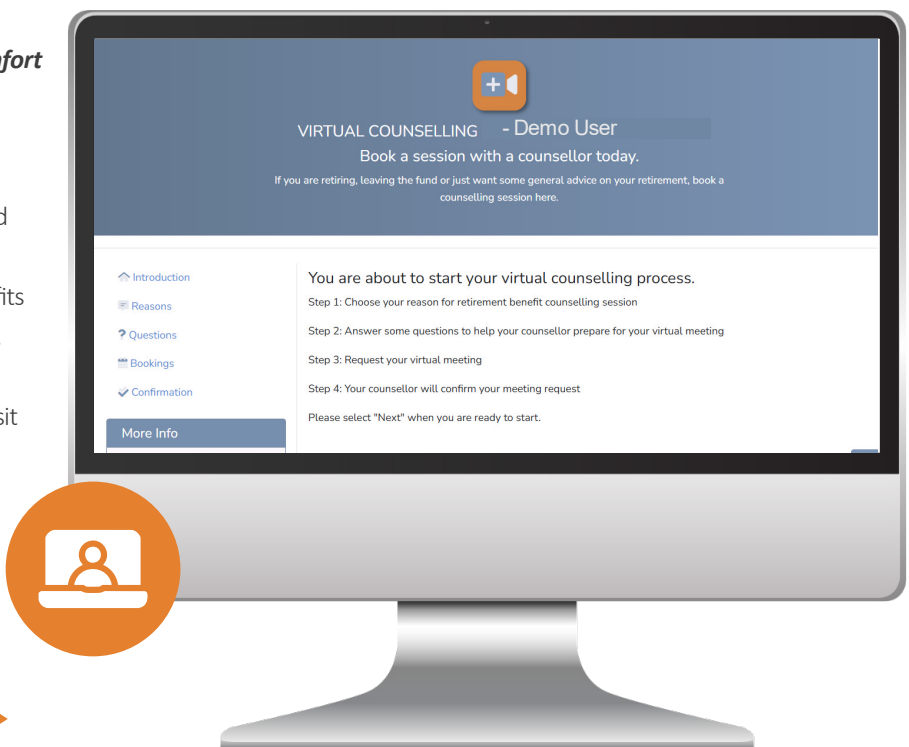 VIRTUAL COUNSELLING - Demo User
Book a session with a counsellor today.
If you are retiring, leaving the fund or just want some general advice on your retirement, book a
counselling session here.
Introduction
Reasons
Questions
Bookings
Confirmation
More Info
You are about to start your virtual counselling process.
Step 1: Choose your reason for retirement benefit counselling session
Step 2: Answer some questions to help your counsellor prepare for your virtual meeting
Step 3: Request your virtual meeting
Step 4: Your counsellor will confirm your meeting request
Please select "Next" when you are ready to start.